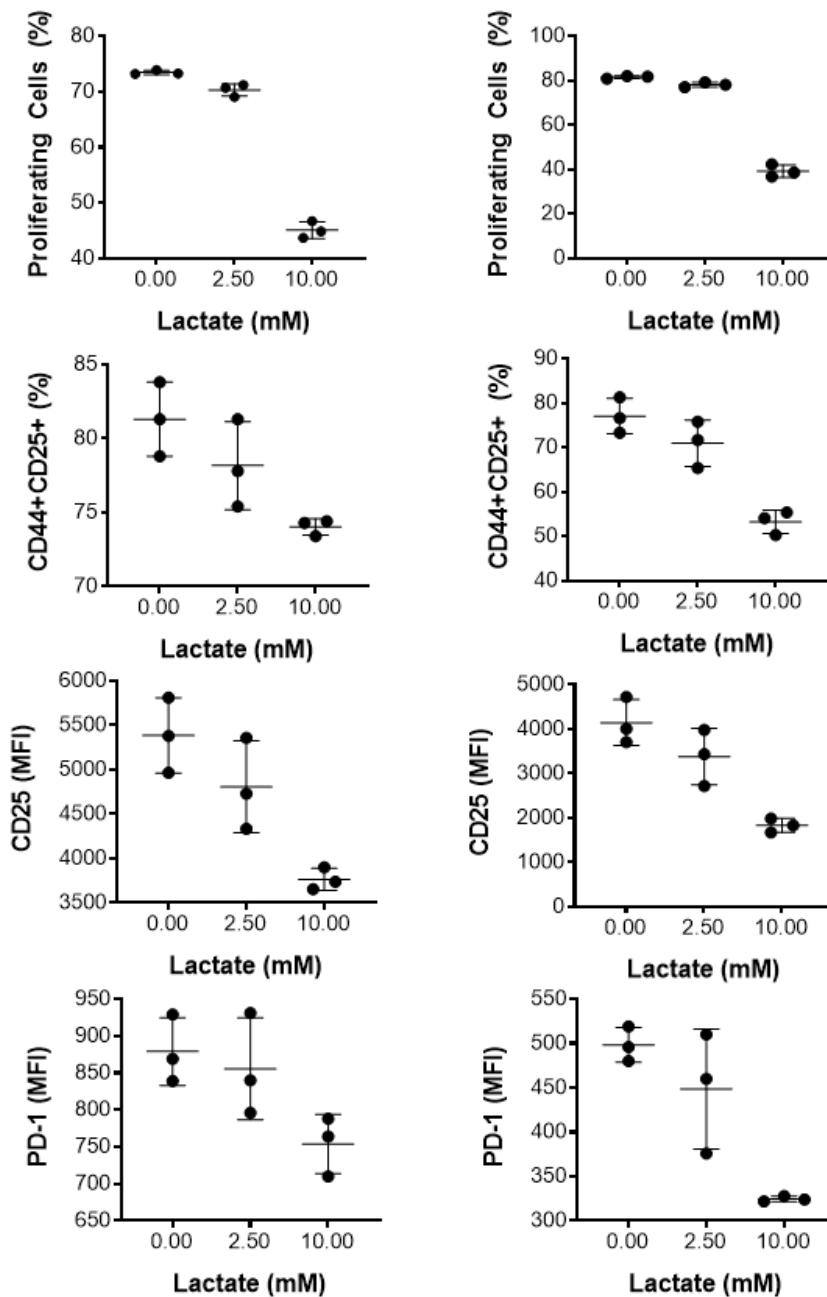 Proliferating Cells (%)
80
70
60
50
40
0.00 2.50 10.00
Lactate (mM)
Proliferating Cells (%)
100
80
60
40
20
0
0.00 2.50 10.00
Lactate (mM)
CD44+CD25+ (%)
85
80
75
70
0.00 2.50 10.00
Lactate (mM)
CD44+CD25+ (%)
90
80
70
60
50
40
0.00 2.50 10.00
Lactate (mM)
CD25 (MFI)
6000
5500
5000
4500
4000
3500
0.00 2.50 10.00
Lactate (mM)
CD25 (MFI)
5000
4000
3000
2000
1000
0
0.00 2.50 10.00
Lactate (mM)
PD-1 (MFI)
950
900
850
800
750
700
650
0.00 2.50 10.00
Lactate (mM)
PD-1 (MFI)
550
500
450
400
350
300
0.00 2.50 10.00
Lactate (mM)